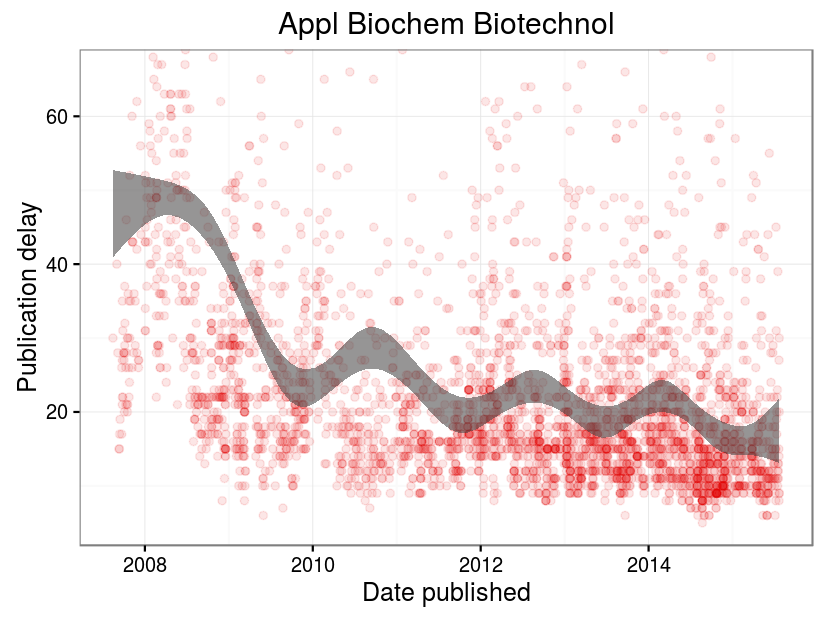 Appl Biochem Biotechnol
Publication delay
60
40
20
2008 2010 2012 2014
Date published